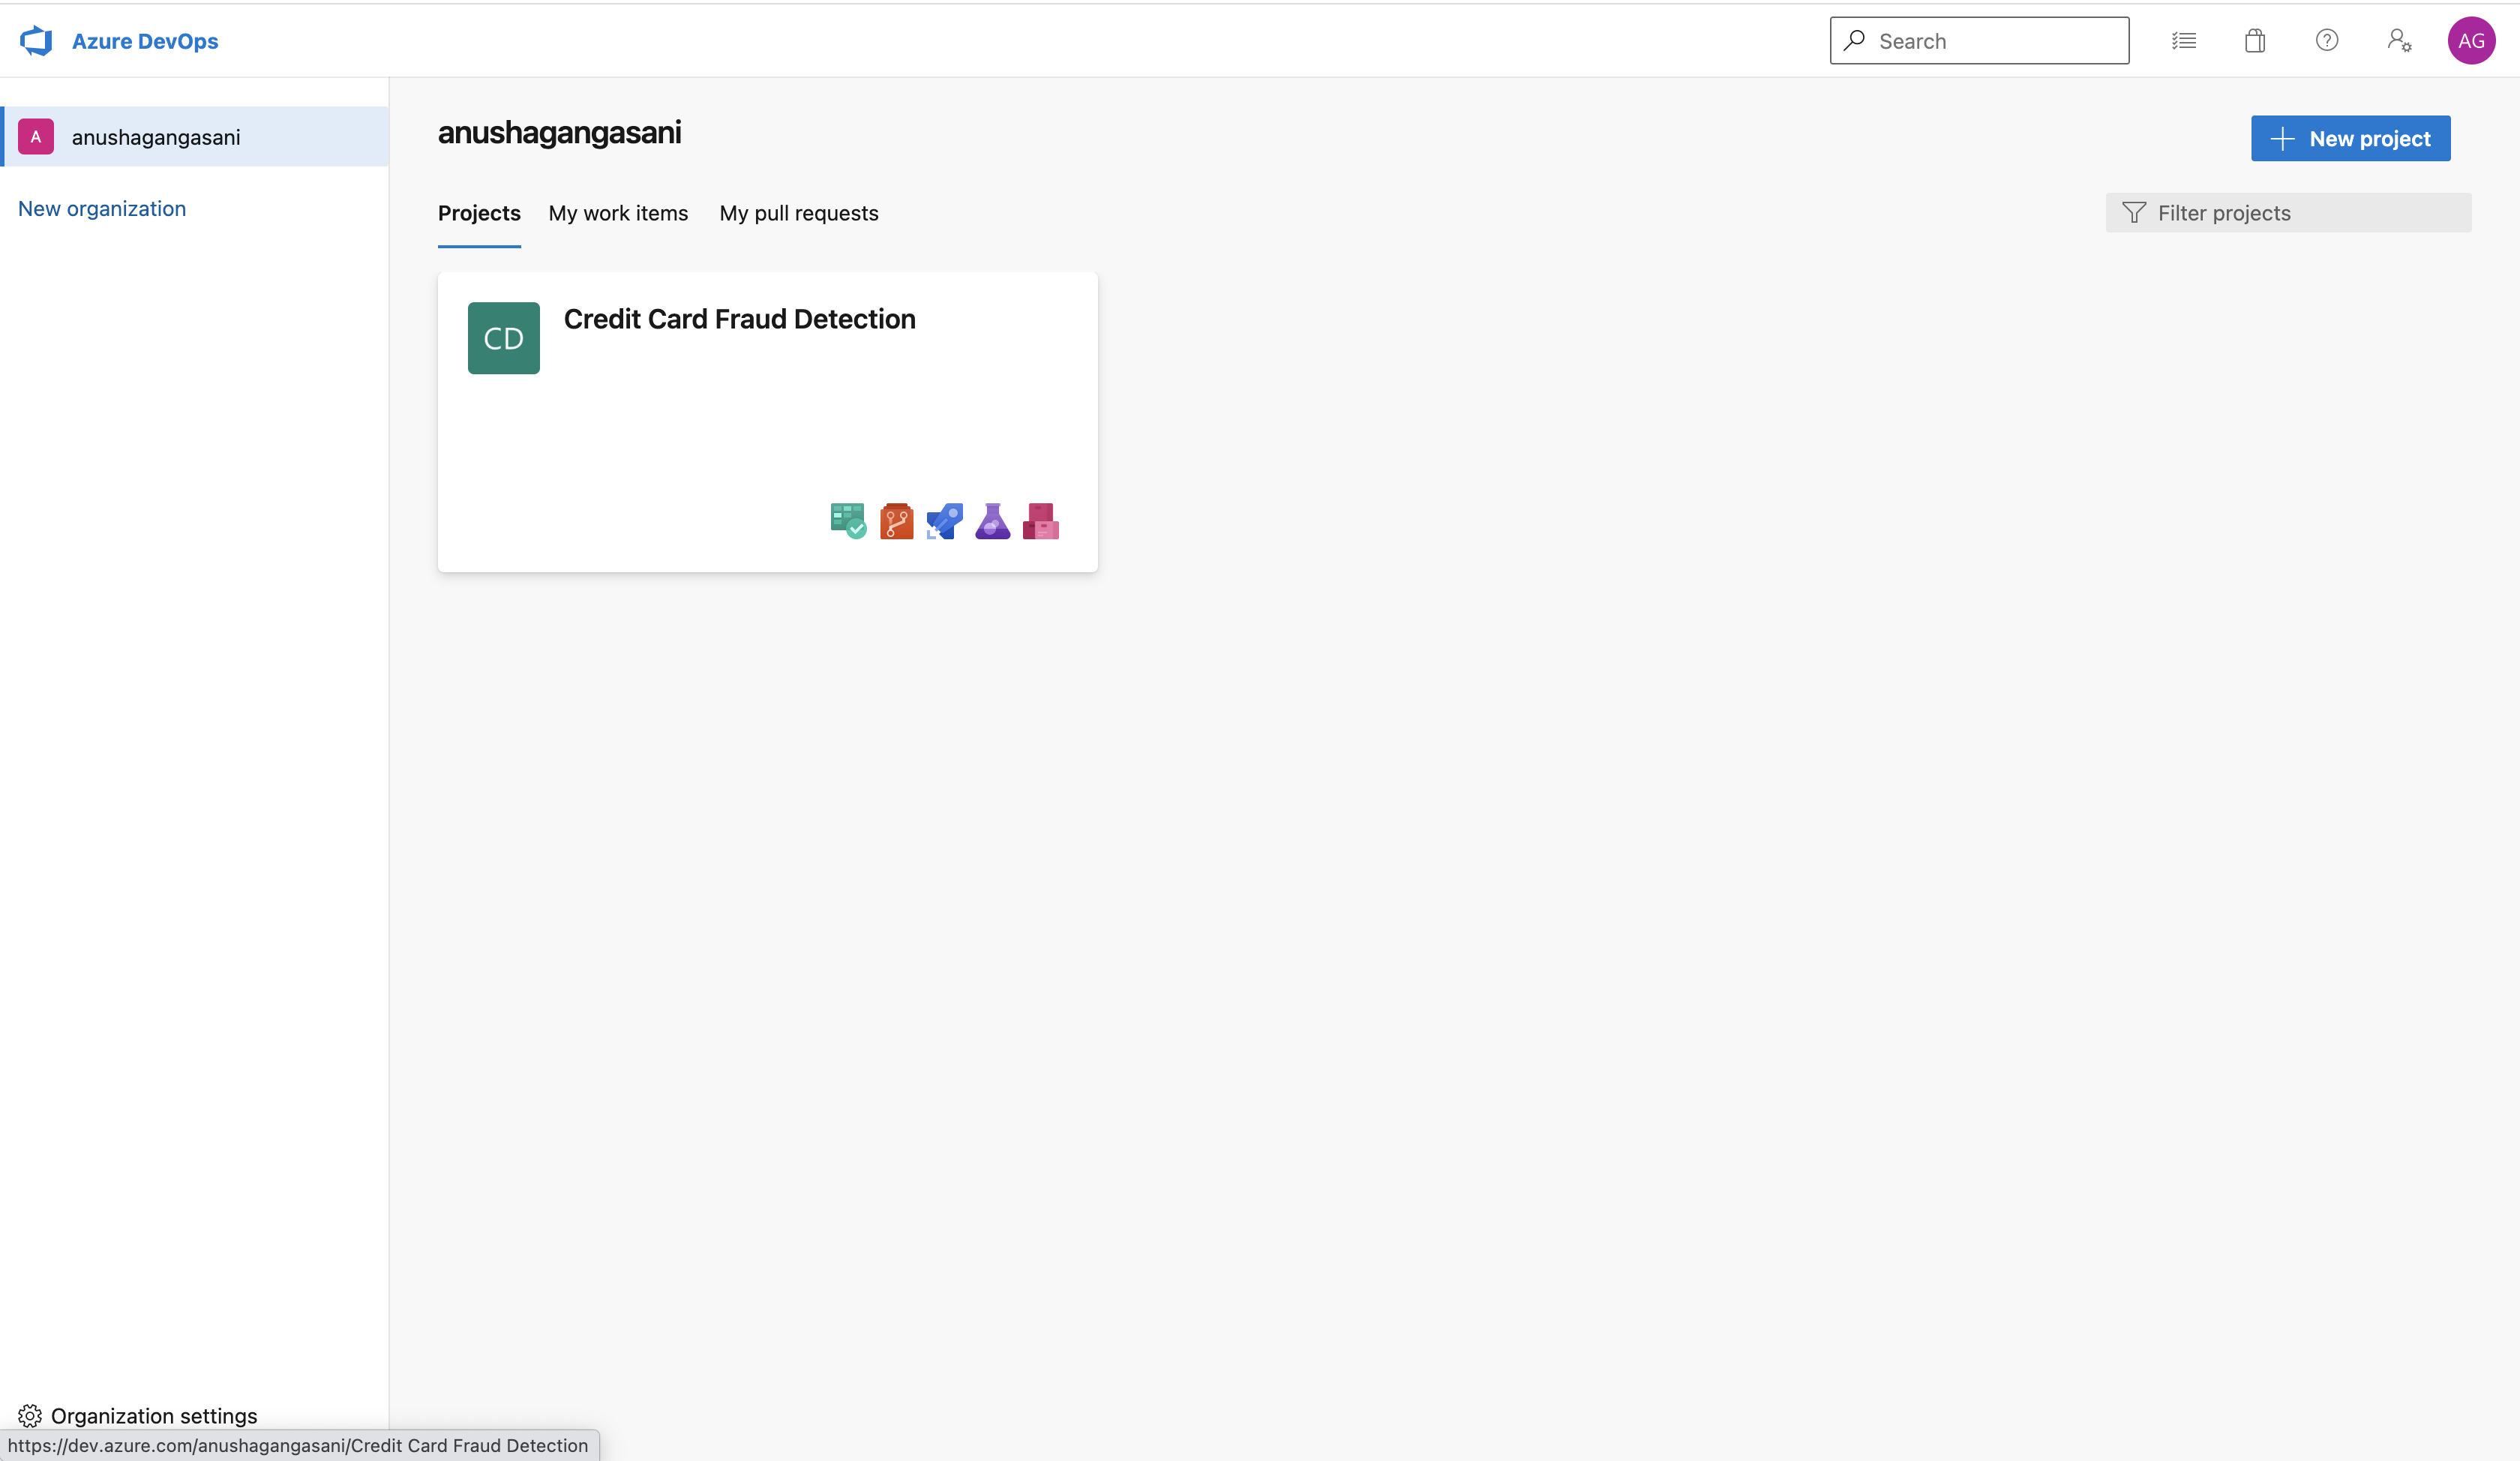 Azure DevOps
Search
AG
A
anushagangasani
New organization
anushagangasani
New project
Projects
My work items
My pull requests
Filter projects
CD
Credit Card Fraud Detection
Organization settings
https://dev.azure.com/anushagangasani/Credit Card Fraud Detection